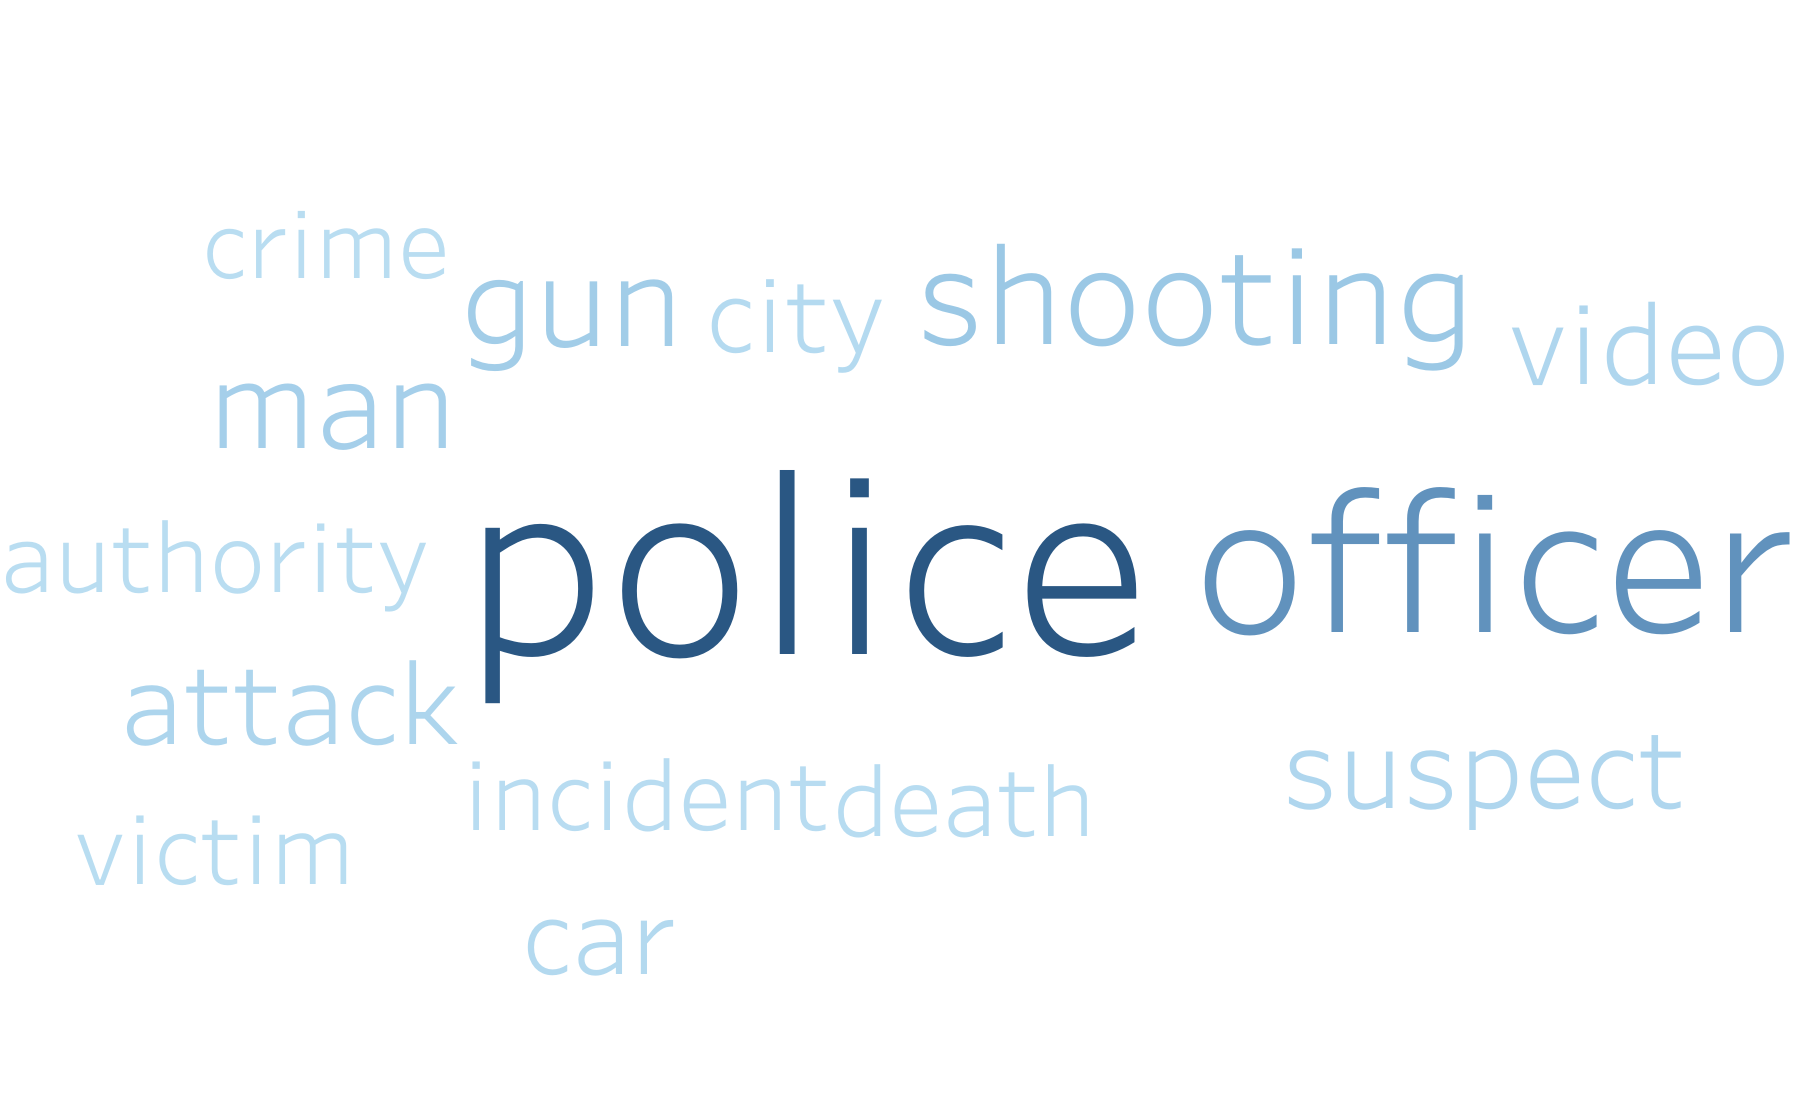 crime
gun city shooting video
man
police officer
authority
attack
incident death suspect
victim
car